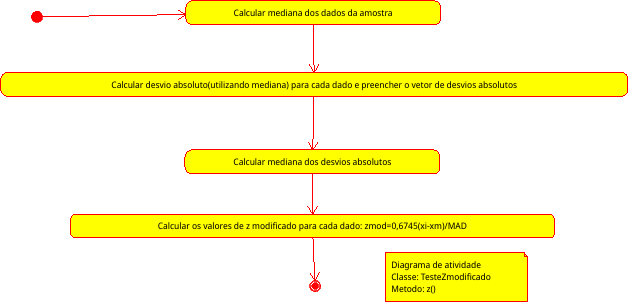 Calcular mediana dos dados da amostra
Calcular desvio absoluto(utilizando mediana) para cada dado e preencher o vetor de desvios absolutos
Calcular mediana dos desvios absolutos
Calcular os valores de z modificado para cada dado: zmod=0,6745(xi-xm)/MAD
Diagrama de atividade
Classe: TesteZmodificado
Metodo: z()